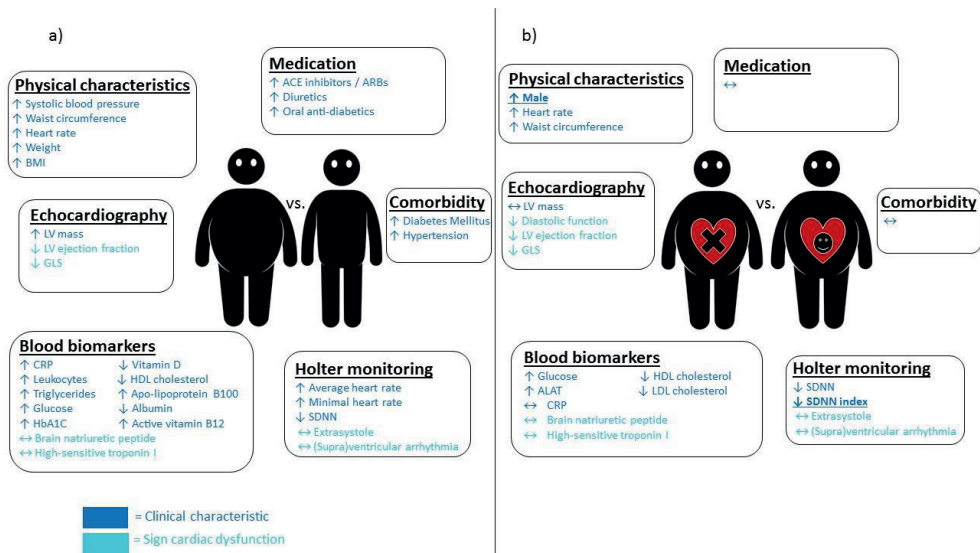 a)
Physical characteristics
↑ Systolic blood pressure
↑ Waist circumference
↑ Heart rate
↑ Weight
↑ BMI
Medication
↑ ACE inhibitors / ARBs
↑ Diuretics
↑ Oral anti-diabetics
Echocardiography
↑ LV mass
↓ LV ejection fraction
↓ GLS
vs.
Comorbidity
↑ Diabetes Mellitus
↑ Hypertension
Blood biomarkers
↑ CRP ↓ Vitamin D
↑ Leukocytes ↓ HDL cholesterol
↑ Triglycerides ↑ Apo-lipoprotein B100
↑ Glucose ↓ Albumin
↑ HbA1C ↑ Active vitamin B12
↔ Brain natriuretic peptide
↔ High-sensitive troponin I
Holter monitoring
↑ Average heart rate
↑ Minimal heart rate
↓ SDNN
↔ Extrasystole
↔ (Supra)ventricular arrhythmia
= Clinical characteristic
= Sign cardiac dysfunction
b)
Physical characteristics
↑ Male
↑ Heart rate
↑ Waist circumference
Medication
↔
Echocardiography
↔ LV mass
↓ Diastolic function
↓ LV ejection fraction
↓ GLS
vs.
Comorbidity
↔
Blood biomarkers
↑ Glucose ↓ HDL cholesterol
↑ ALAT ↓ LDL cholesterol
↔ CRP
↔ Brain natriuretic peptide
↔ High-sensitive troponin I
Holter monitoring
↓ SDNN
↓ SDNN index
↔ Extrasystole
↔ (Supra)ventricular arrhythmia